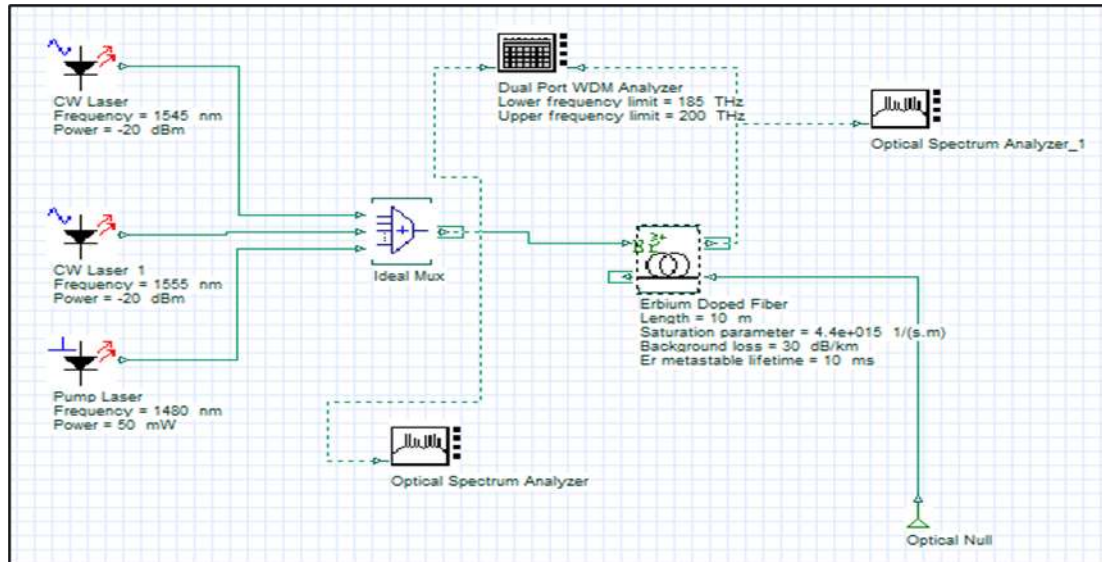 CW Laser
Frequency = 1545 nm
Power = -20 dBm
Dual Port WDM Analyzer
Lower frequency limit = 185 THz
Upper frequency limit = 200 THz
Optical Spectrum Analyzer_1
CW Laser_1
Frequency = 1555 nm
Power = -20 dBm
Ideal Mux
Erbium Doped Fiber
Length = 10 m
Saturation parameter = 4.4e+015 1/(s.m)
Background loss = 30 dB/km
Er metastable lifetime = 10 ms
Pump Laser
Frequency = 1480 nm
Power = 50 mW
Optical Spectrum Analyzer
Optical Null